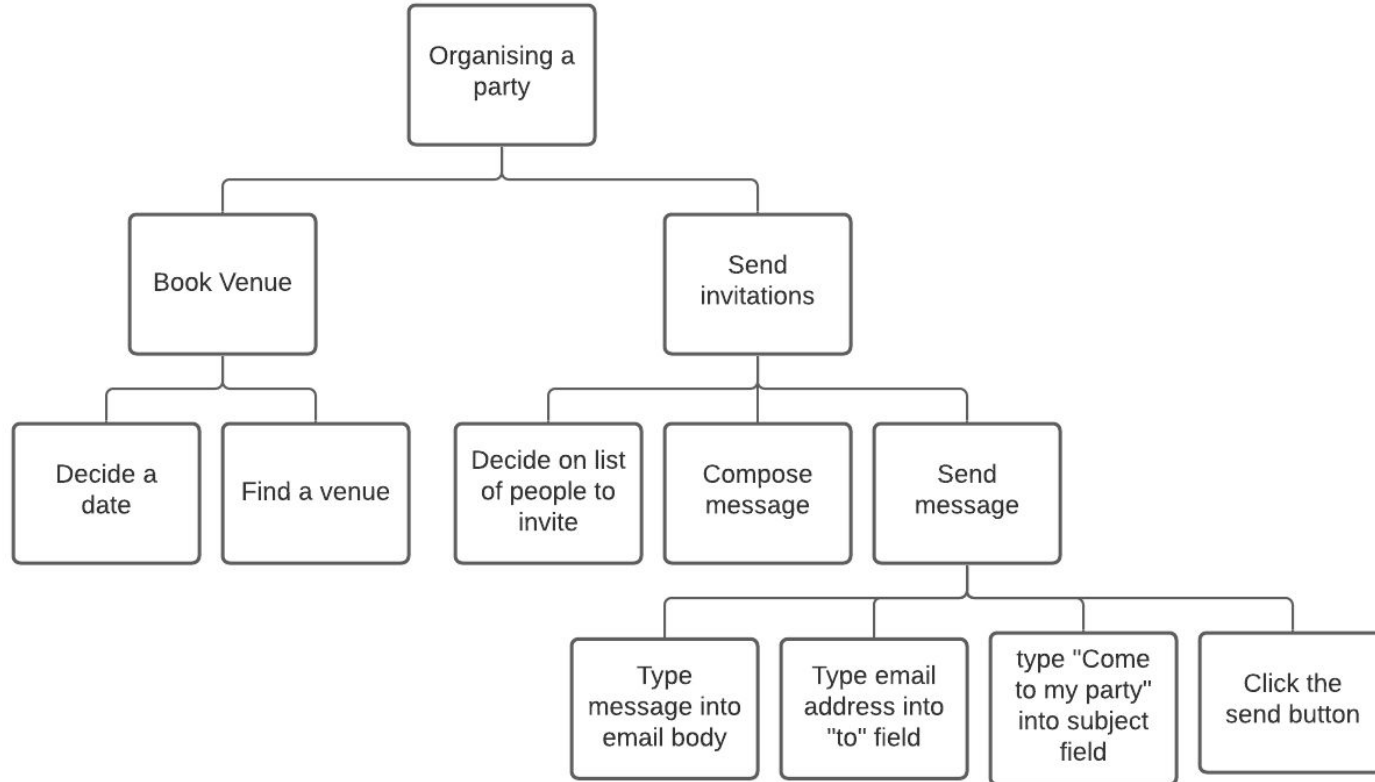 Organising a
party
Book Venue
Send
invitations
Decide a
date
Find a venue
Decide on list
of people to
invite
Compose
message
Send
message
Type
message into
email body
Type email
address into
"to" field
type "Come
to my party"
into subject
field
Click the
send button